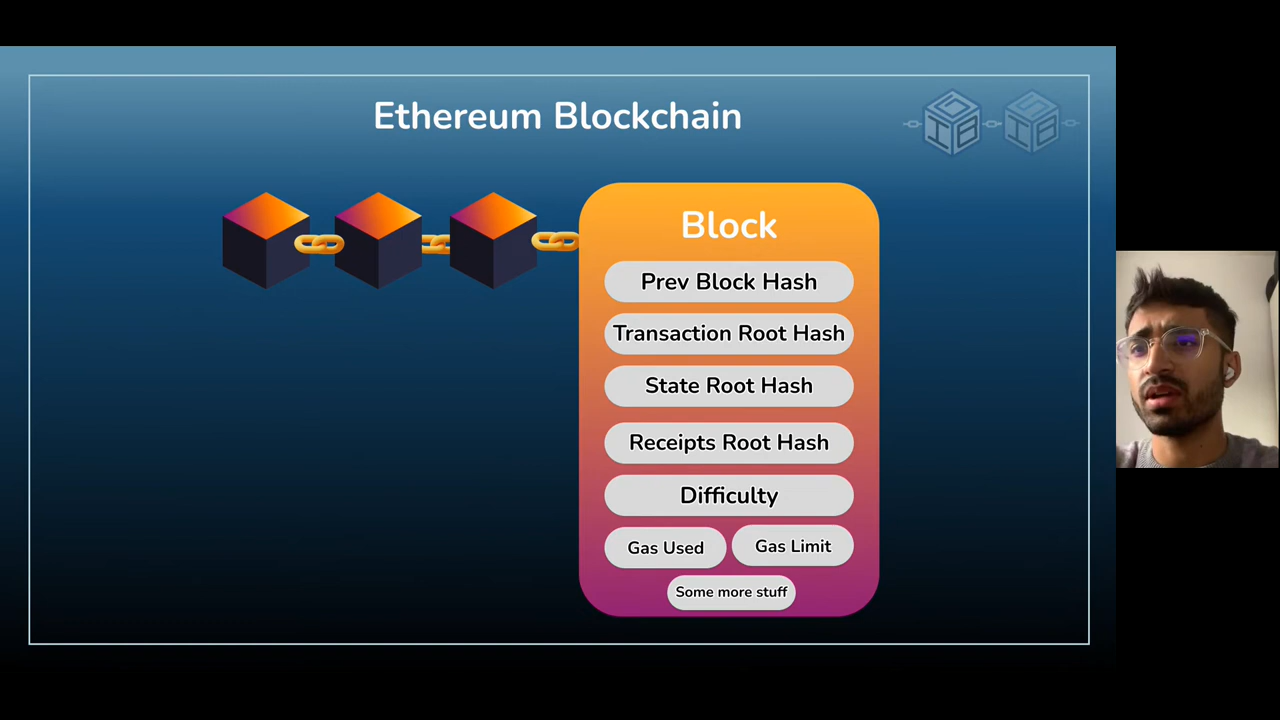 Ethereum Blockchain
Block
Prev Block Hash
Transaction Root Hash
State Root Hash
Receipts Root Hash
Difficulty
Gas Used
Gas Limit
Some more stuff